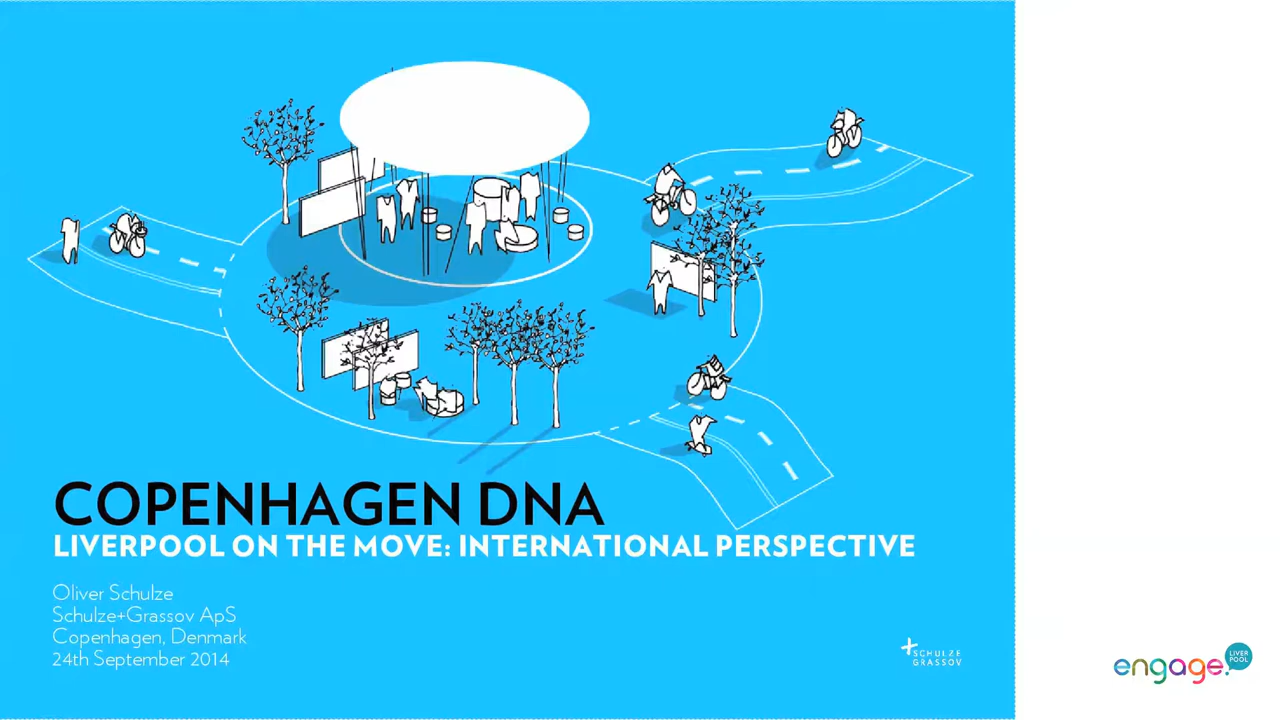 COPENHAGEN DNA
LIVERPOOL ON THE MOVE: INTERNATIONAL PERSPECTIVE
Oliver Schulze
Schulze+Grassov ApS
Copenhagen, Denmark
24th September 2014
+SCHULZE
GRASSOV
engage.
LIVER
POOL